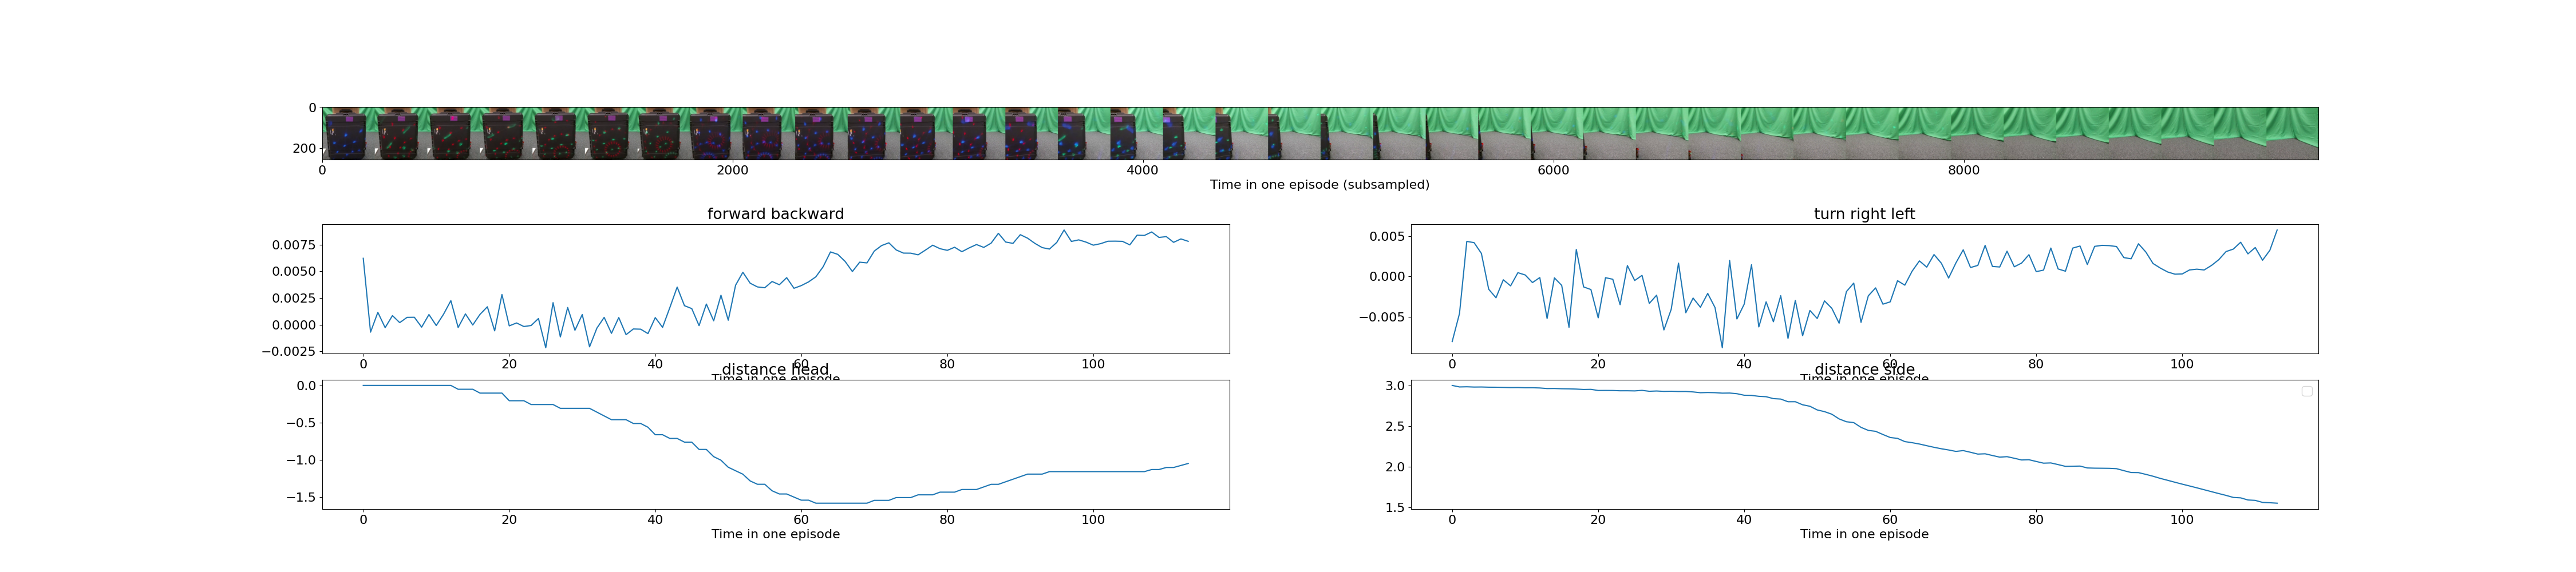 0
200
0 2000 4000 6000 8000
Time in one episode (subsampled)
forward backward
0.0075
0.0050
0.0025
0.0000
−0.0025
0 20 40 60 80 100
Time in one episode
turn right left
0.005
0.000
−0.005
0 20 40 60 80 100
Time in one episode
distance head
0.0
−0.5
−1.0
−1.5
0 20 40 60 80 100
Time in one episode
distance side
3.0
2.5
2.0
1.5
0 20 40 60 80 100
Time in one episode